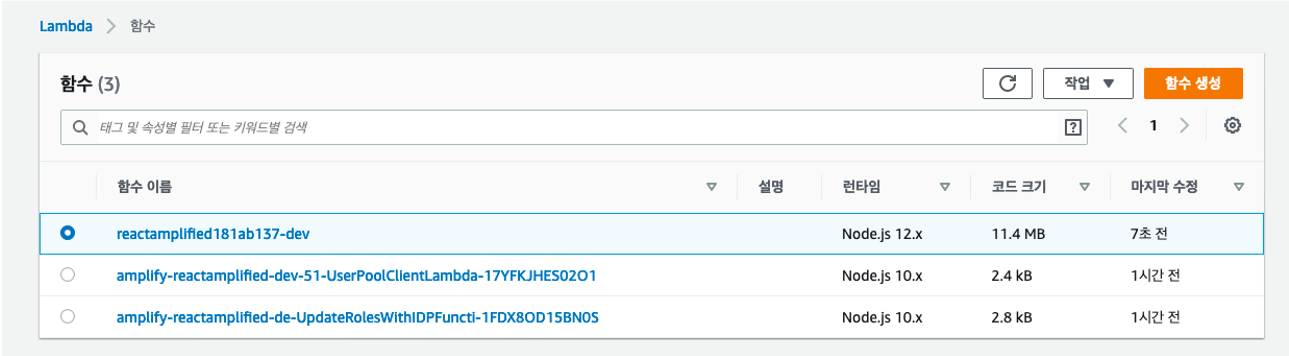 Lambda > 함수
함수 (3)
작업 ▼ 함수 생성
태그 및 속성별 필터 또는 키워드별 검색
1
함수 이름 설명 런타임 코드 크기 마지막 수정
reactamplified181ab137-dev Node.js 12.x 11.4 MB 7초 전
amplify-reactamplified-dev-51-UserPoolClientLambda-17YFKJHES02O1 Node.js 10.x 2.4 kB 1시간 전
amplify-reactamplified-de-UpdateRolesWithIDPFuncti-1FDX8OD15BN0S Node.js 10.x 2.8 kB 1시간 전